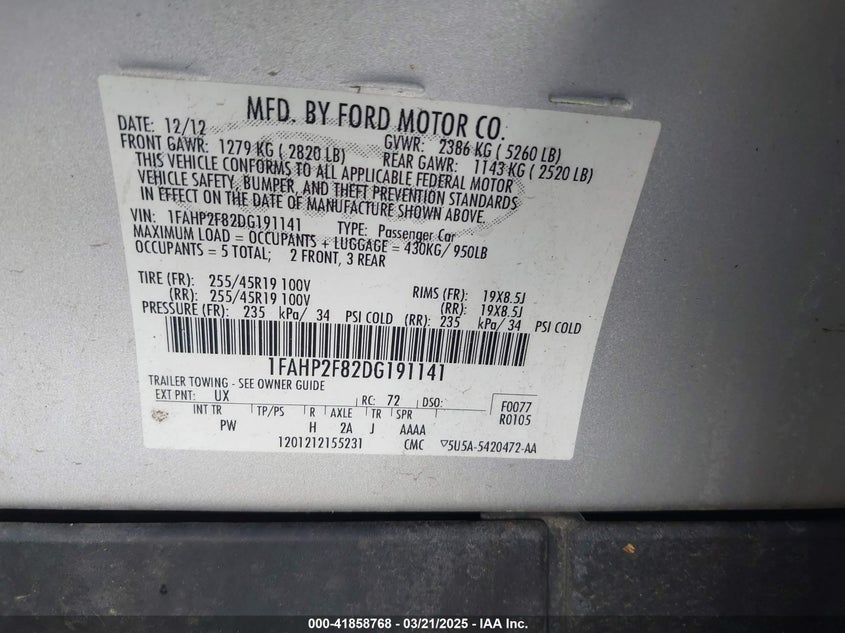 MFD. BY FORD MOTOR CO.
DATE: 12/12 GVWR: 2386 KG ( 5260 LB)
FRONT GAWR: 1279 KG ( 2820 LB) REAR GAWR: 1143 KG ( 2520 LB)
THIS VEHICLE CONFORMS TO ALL APPLICABLE FEDERAL MOTOR
VEHICLE SAFETY, BUMPER, AND THEFT PREVENTION STANDARDS
IN EFFECT ON THE DATE OF MANUFACTURE SHOWN ABOVE.
VIN: 1FAHP2F82DG191141 TYPE: Passenger Car
MAXIMUM LOAD = OCCUPANTS + LUGGAGE = 430KG/ 950LB
OCCUPANTS = 5 TOTAL; 2 FRONT, 3 REAR
TIRE (FR): 255/45R19 100V RIMS (FR): 19X8.5J
(RR): 255/45R19 100V (RR): 19X8.5J
PRESSURE (FR): 235 kPa/ 34 PSI COLD (RR): 235 kPa/ 34 PSI COLD
1FAHP2F82DG191141
TRAILER TOWING - SEE OWNER GUIDE
EXT PNT: UX RC: 72 DSO: F0077
INT TR TP/PS R AXLE TR SPR R0105
PW H 2A J AAAA
1201212155231 CMC ▽5U5A-5420472-AA
000-41858768 - 03/21/2025 - IAA Inc.